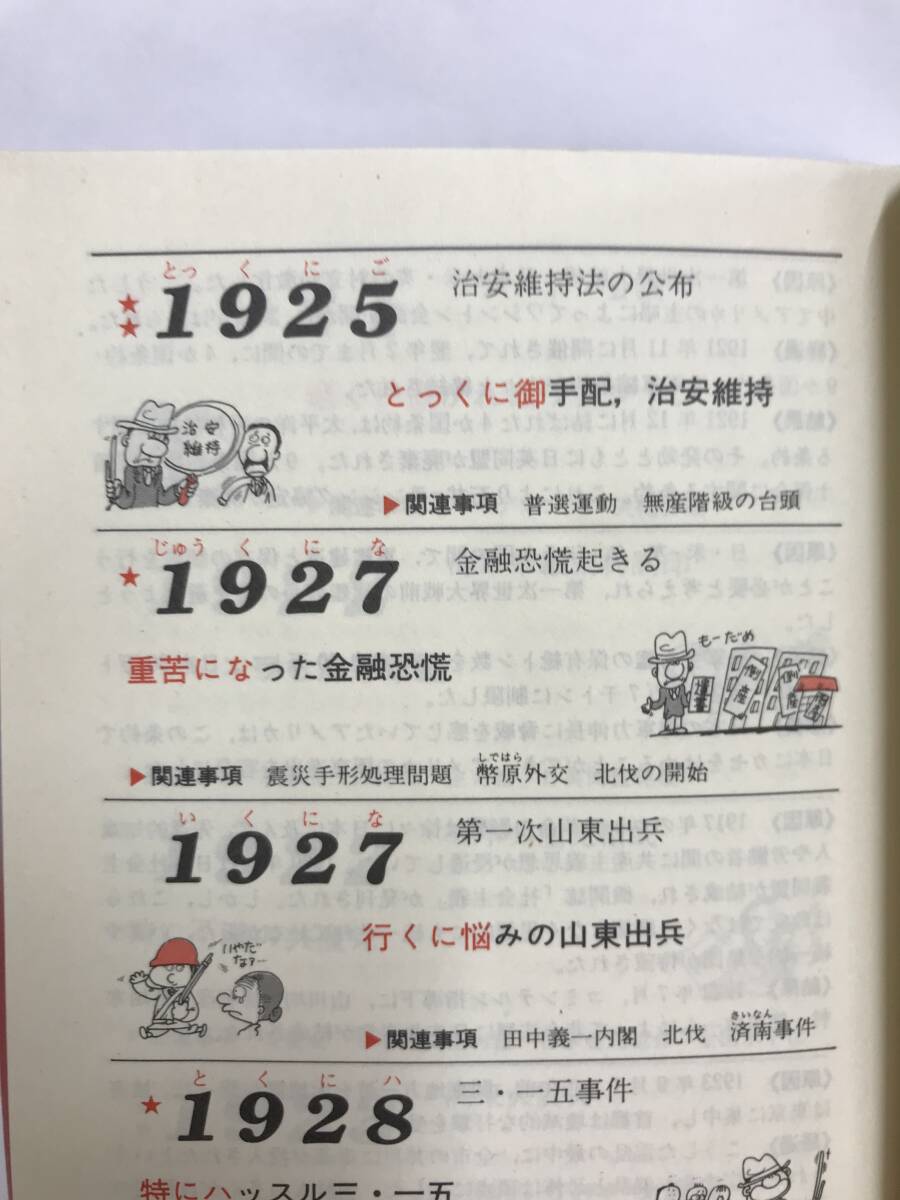 とっ く に ご
★★ 1925 治安維持法の公布
とっくに御手配，治安維持
治安
維持
▶関連事項 普選運動 無産階級の台頭
じゅう く に な
★ 1927 金融恐慌起きる
もーだめ
倒産
倒産
重苦になった金融恐慌
しではら
▶関連事項 震災手形処理問題 幣原外交 北伐の開始
い く に な
1927 第一次山東出兵
行くに悩みの山東出兵
いやだ
なァー
さいなん
▶関連事項 田中義一内閣 北伐 済南事件
と く に ハ
★ 1928 三・一五事件
特にハッスル三・一五